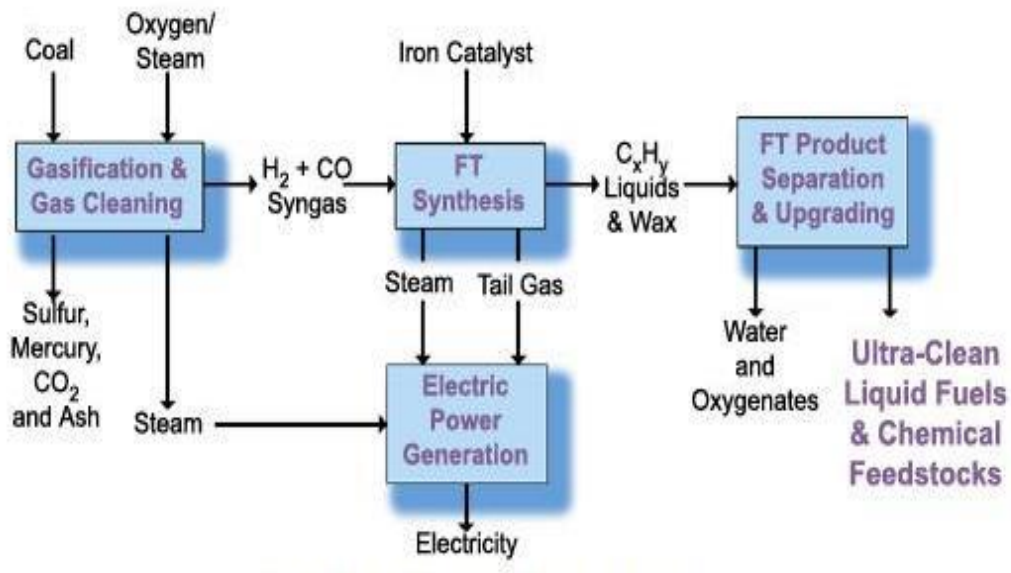 Coal
Oxygen/
Steam
Iron Catalyst
Gasification &
Gas Cleaning
H₂ + CO
Syngas
FT
Synthesis
CₓHᵧ
Liquids
& Wax
FT Product
Separation
& Upgrading
Sulfur,
Mercury,
CO₂
and Ash
Steam
Steam
Tail Gas
Electric
Power
Generation
Electricity
Water
and
Oxygenates
Ultra-Clean
Liquid Fuels
& Chemical
Feedstocks